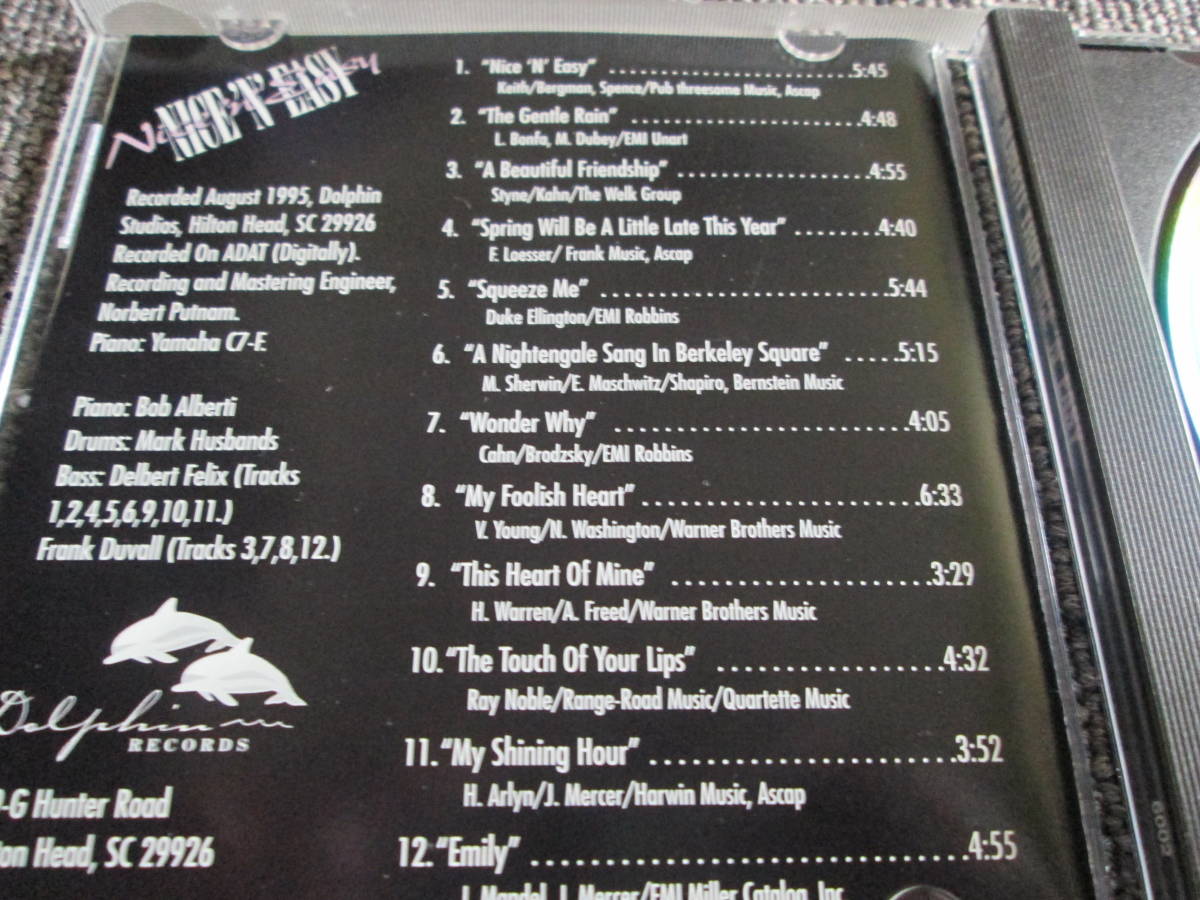 NICE 'N' EASY
Recorded August 1995, Dolphin
Studios, Hilton Head, SC 29926
Recorded On ADAT (Digitally).
Recording and Mastering Engineer,
Norbert Putnam.
Piano: Yamaha C7-E
Piano: Bob Alberti
Drums: Mark Husbands
Bass: Delbert Felix (Tracks
1,2,4,5,6,9,10,11.)
Frank Duvall (Tracks 3,7,8,12.)
Dolphin
RECORDS
-G Hunter Road
on Head, SC 29926
1. "Nice 'N' Easy" ..............................5:45
Keith/Bergman, Spence/Pub threesome Music, Ascap
2. "The Gentle Rain" ..........................4:48
L. Bonfa, M. Dubey/EMI Unart
3. "A Beautiful Friendship" ......................4:55
Styne/Kahn/The Welk Group
4. "Spring Will Be A Little Late This Year" ........4:40
F. Loesser/ Frank Music, Ascap
5. "Squeeze Me" ..............................5:44
Duke Ellington/EMI Robbins
6. "A Nightengale Sang In Berkeley Square" .....5:15
M. Sherwin/E. Maschwitz/Shapiro, Bernstein Music
7. "Wonder Why" ..............................4:05
Cahn/Brodzsky/EMI Robbins
8. "My Foolish Heart" ..........................6:33
V. Young/N. Washington/Warner Brothers Music
9. "This Heart Of Mine" ........................3:29
H. Warren/A. Freed/Warner Brothers Music
10. "The Touch Of Your Lips" ....................4:32
Ray Noble/Range-Road Music/Quartette Music
11. "My Shining Hour" ..........................3:52
H. Arlyn/J. Mercer/Harwin Music, Ascap
12. "Emily" ....................................4:55
J. Mandel, J. Mercer/EMI Miller Catalog, Inc